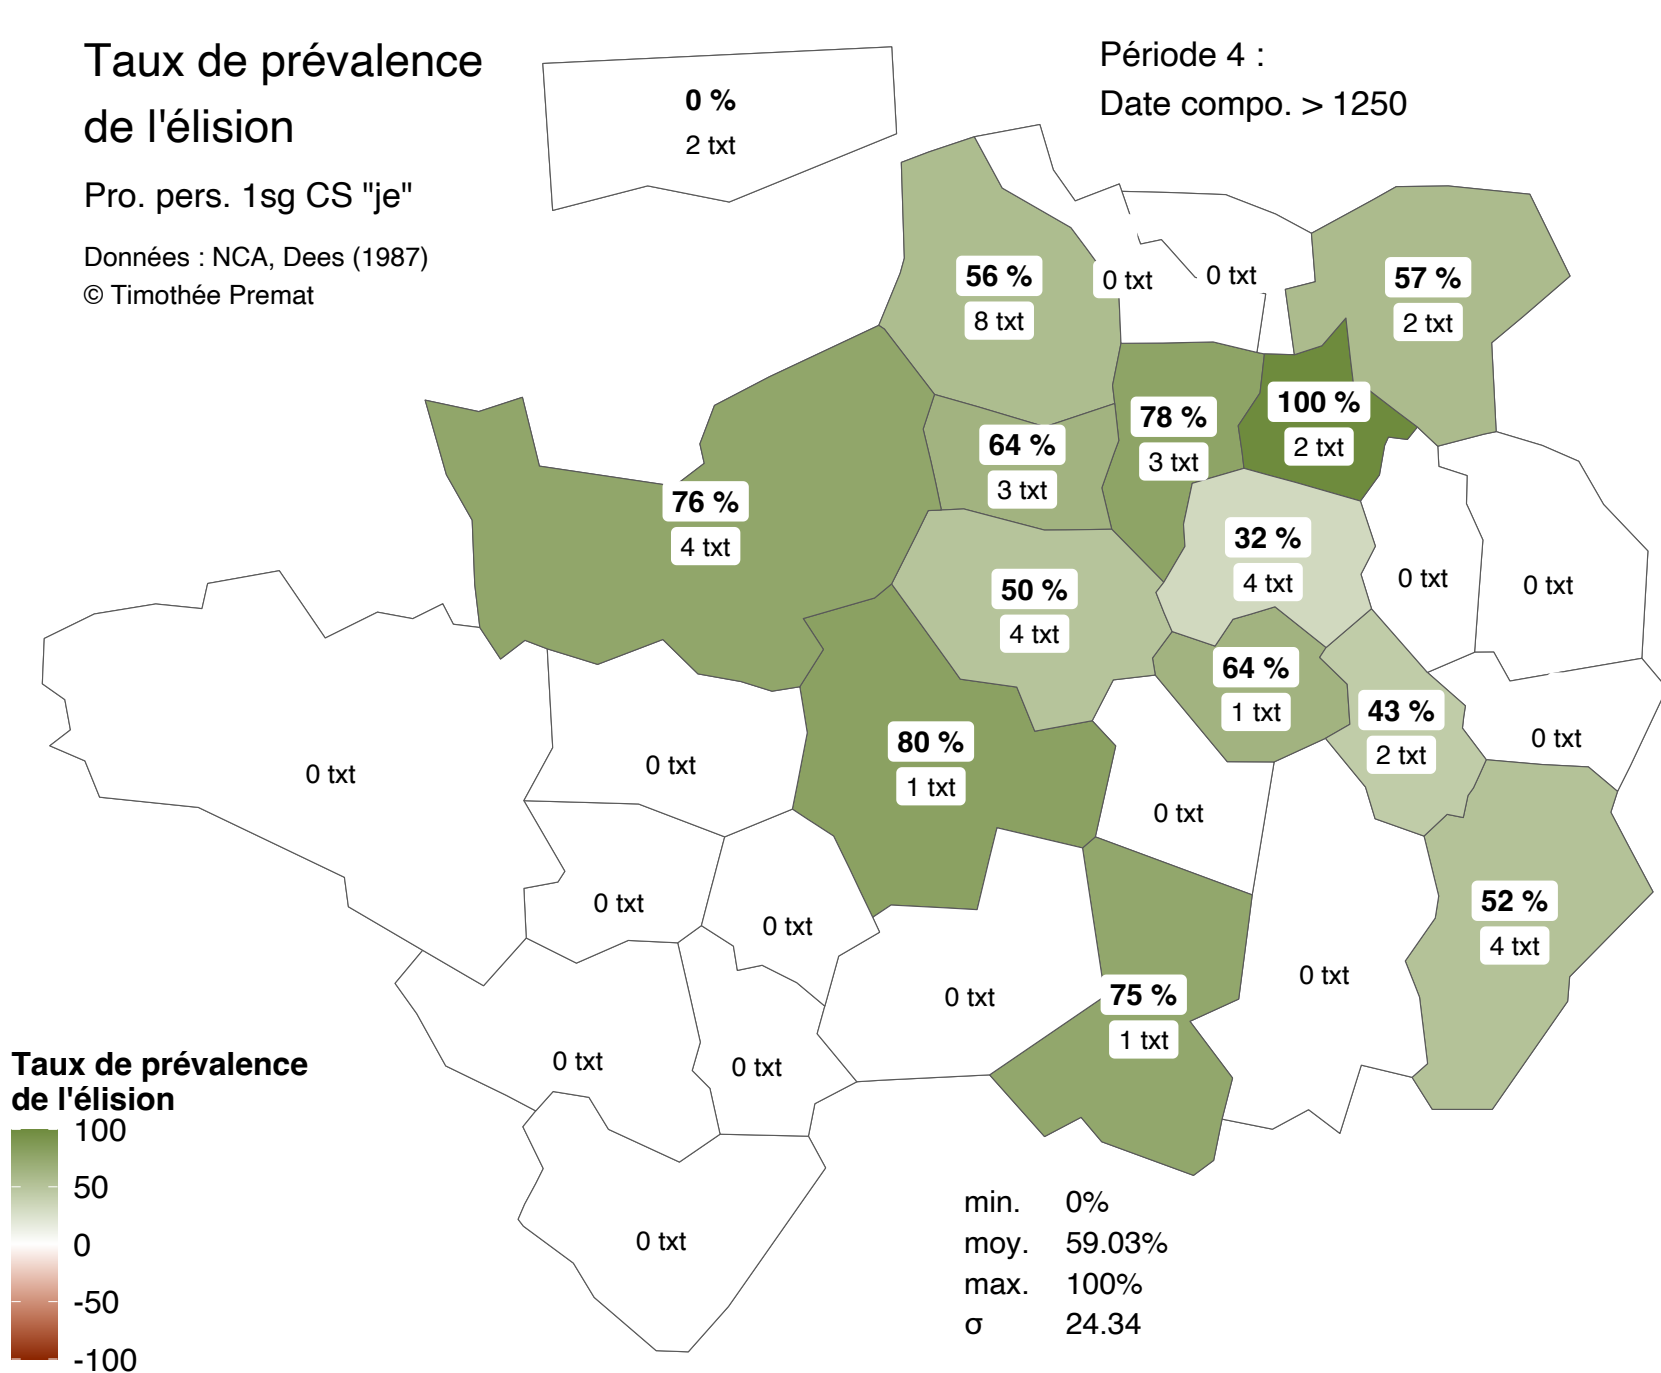 Taux de prévalence
de l'élision
Pro. pers. 1sg CS "je"
Données : NCA, Dees (1987)
© Timothée Premat
Période 4 :
Date compo. > 1250
0 %
2 txt
56 %
8 txt
0 txt
0 txt
57 %
2 txt
100 %
2 txt
78 %
3 txt
64 %
3 txt
76 %
4 txt
32 %
4 txt
50 %
4 txt
0 txt
0 txt
64 %
1 txt
43 %
2 txt
0 txt
80 %
1 txt
0 txt
0 txt
0 txt
0 txt
0 txt
52 %
4 txt
0 txt
0 txt
75 %
1 txt
0 txt
0 txt
0 txt
Taux de prévalence
de l'élision
100
50
0
-50
-100
min. 0%
moy. 59.03%
max. 100%
σ 24.34